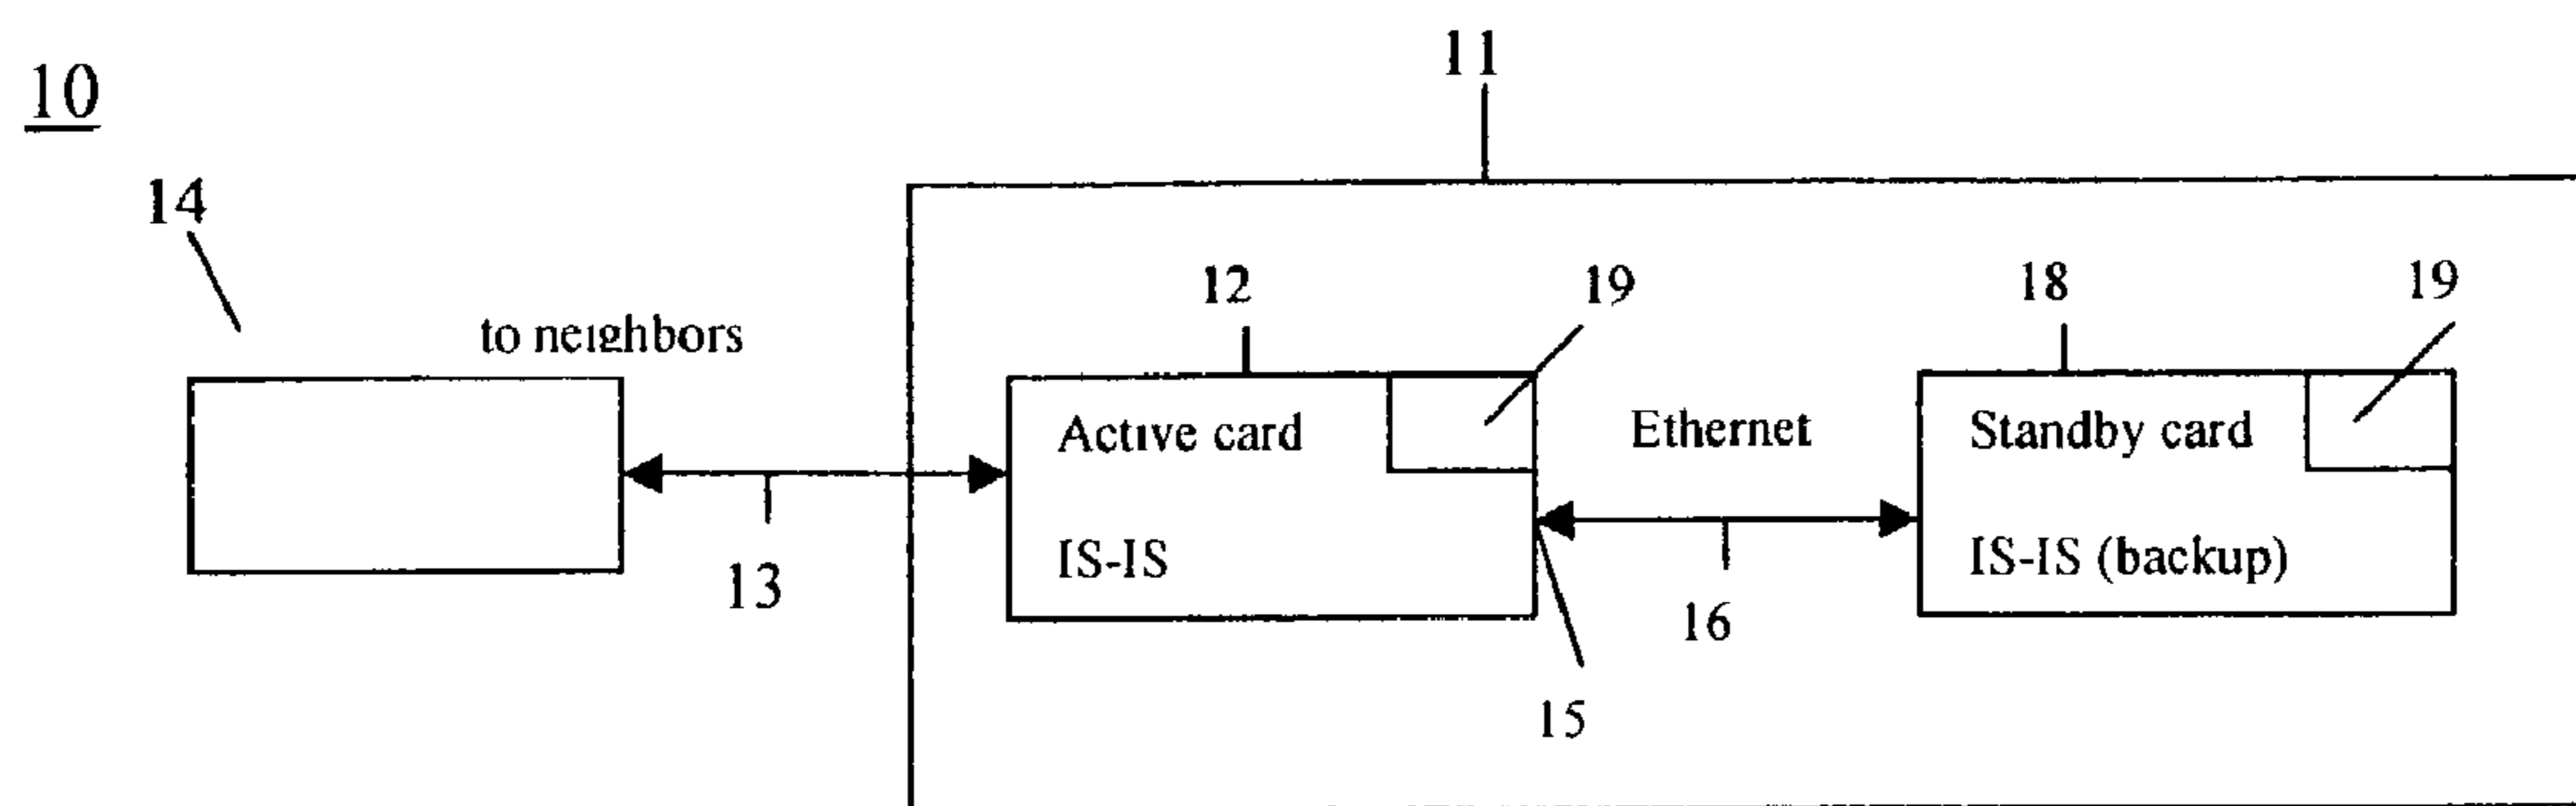 11
10
14
12
19
18
19
to neighbors
Active card
Ethernet
Standby card
IS-IS
IS-IS (backup)
13
16
15